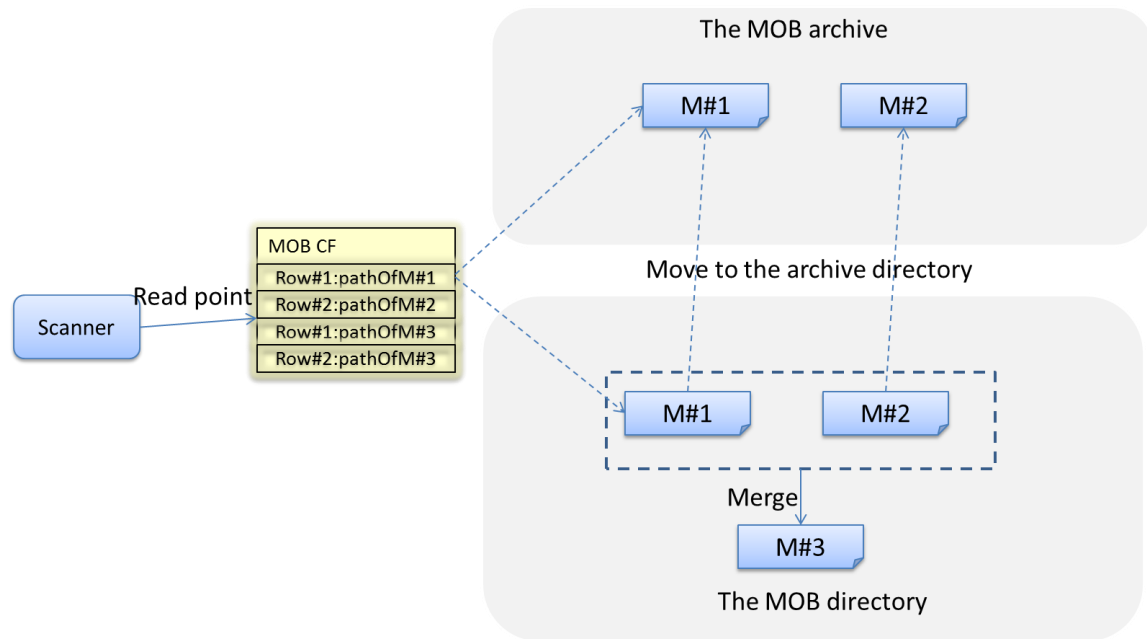 The MOB archive
M#1
M#2
MOB CF
Row#1:pathOfM#1
Row#2:pathOfM#2
Row#1:pathOfM#3
Row#2:pathOfM#3
Read point
Scanner
Move to the archive directory
M#1
M#2
Merge
M#3
The MOB directory